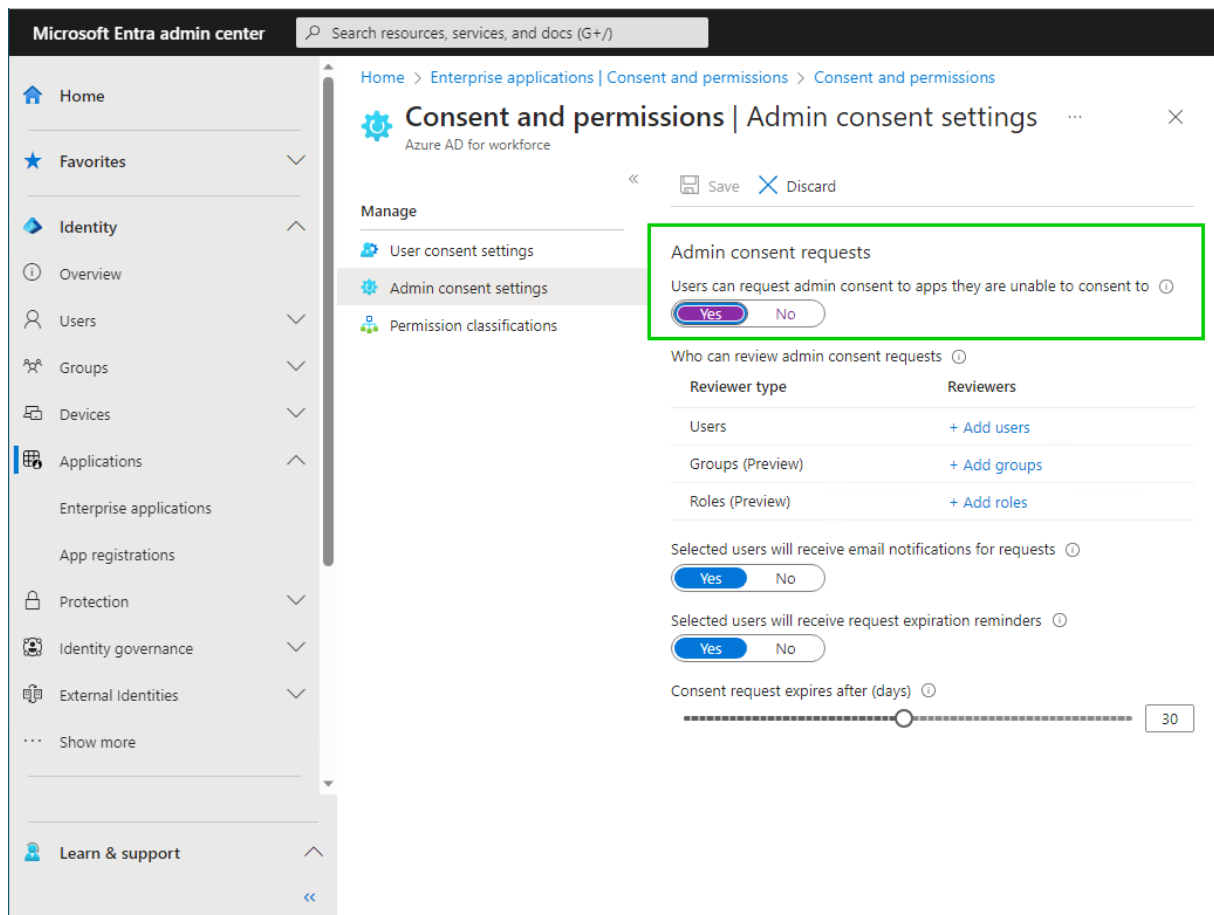 Microsoft Entra admin center
Search resources, services, and docs (G+/)
Home
Favorites
Identity
Overview
Users
Groups
Devices
Applications
Enterprise applications
App registrations
Protection
Identity governance
External Identities
Show more
Learn & support
Home > Enterprise applications | Consent and permissions > Consent and permissions
Consent and permissions | Admin consent settings
Azure AD for workforce
Manage
User consent settings
Admin consent settings
Permission classifications
Save Discard
Admin consent requests
Users can request admin consent to apps they are unable to consent to
Yes No
Who can review admin consent requests
Reviewer type Reviewers
Users + Add users
Groups (Preview) + Add groups
Roles (Preview) + Add roles
Selected users will receive email notifications for requests
Yes No
Selected users will receive request expiration reminders
Yes No
Consent request expires after (days)
30